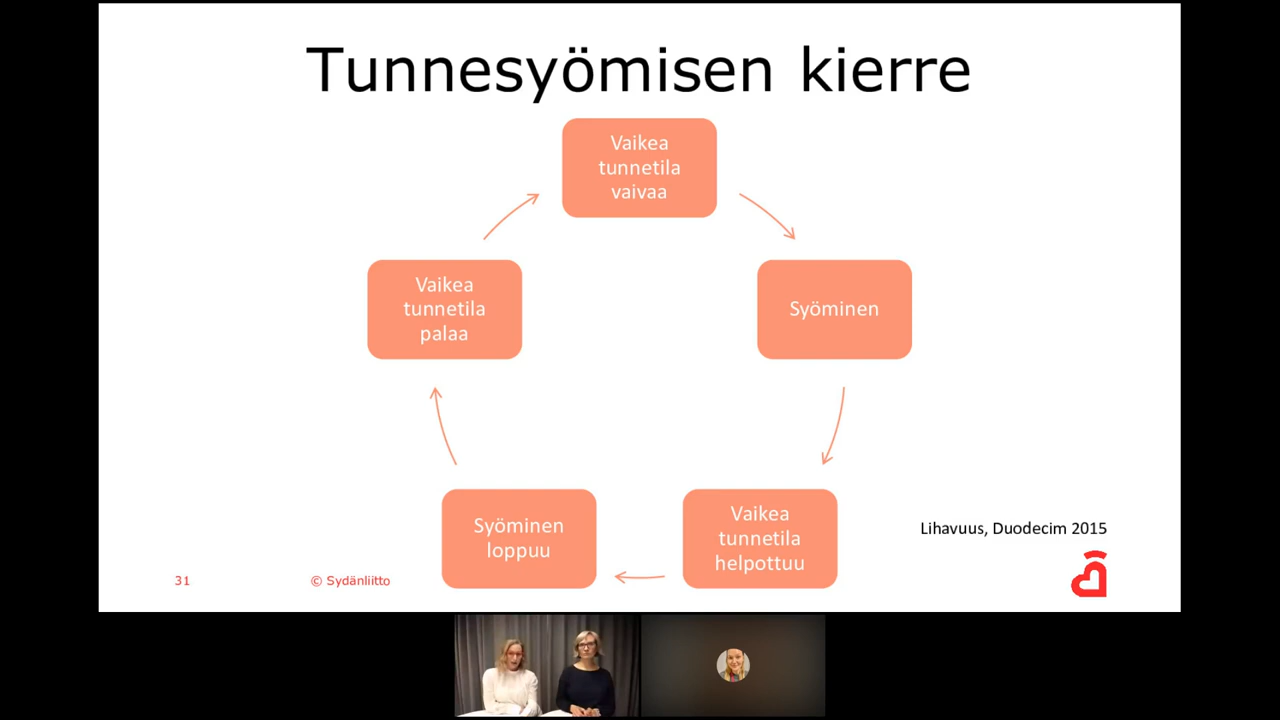 Tunnesyömisen kierre
Vaikea
tunnetila
vaivaa
Syöminen
Vaikea
tunnetila
helpottuu
Syöminen
loppuu
Vaikea
tunnetila
palaa
Lihavuus, Duodecim 2015
31
© Sydänliitto